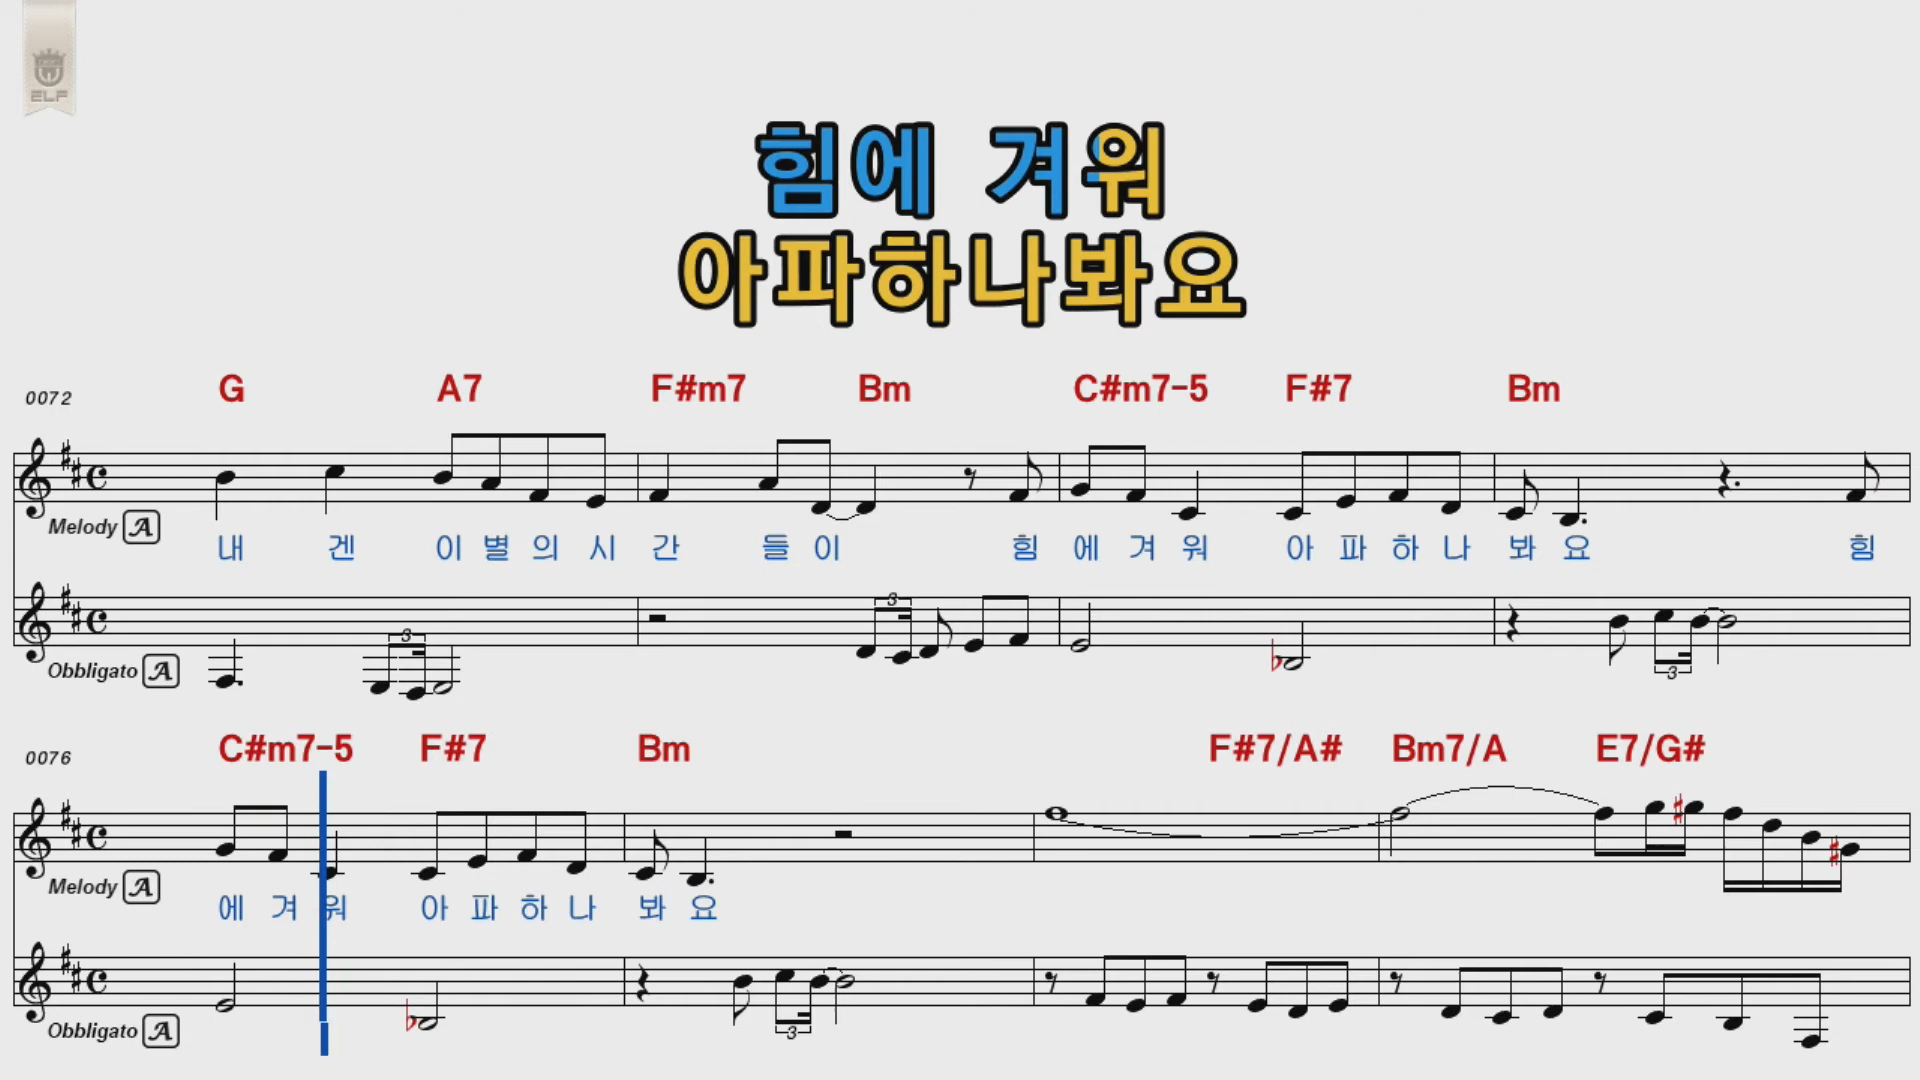 ELF
힘에 겨워
아파하나봐요
0072 G A7 F#m7 Bm C#m7-5 F#7 Bm
Melody A
내 겐 이 별 의 시 간 들 이 힘 에 겨 워 아 파 하 나 봐 요 힘
3 3 3
Obbligato A
0076 C#m7-5 F#7 Bm F#7/A# Bm7/A E7/G#
Melody A
에 겨 워 아 파 하 나 봐 요
Obbligato A
3